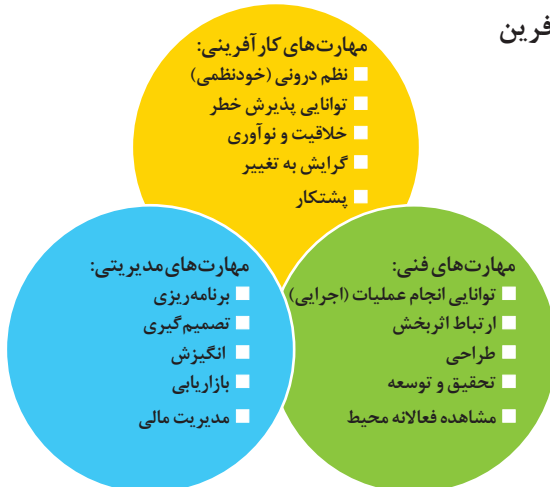 فرین
مهارت‌های کارآفرینی:
نظم درونی (خودنظمی)
توانایی پذیرش خطر
خلاقیت و نوآوری
گرایش به تغییر
پشتکار
مهارت‌های فنی:
توانایی انجام عملیات (اجرایی)
ارتباط اثربخش
طراحی
تحقیق و توسعه
مشاهده فعالانه محیط
مهارت‌های مدیریتی:
برنامه‌ریزی
تصمیم‌گیری
انگیزش
بازاریابی
مدیریت مالی